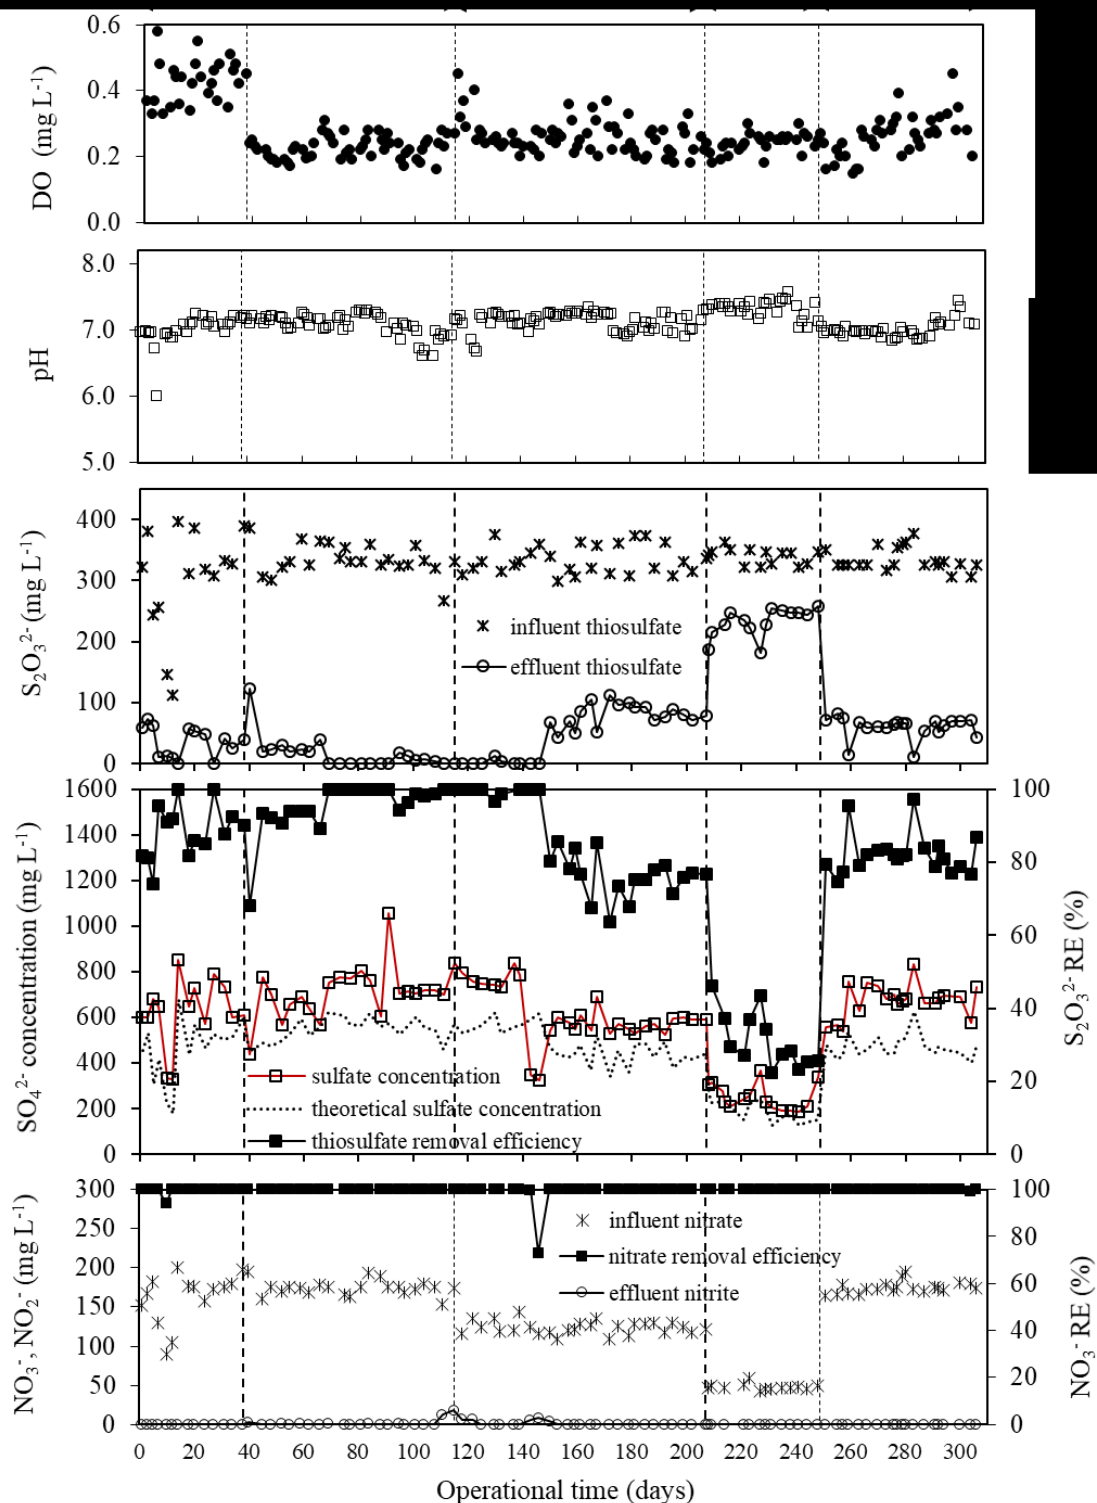 0.6
0.4
0.2
0.0
DO (mg L⁻¹)
8.0
7.0
6.0
5.0
pH
400
300
200
100
0
S₂O₃²⁻ (mg L⁻¹)
influent thiosulfate
effluent thiosulfate
1600
1400
1200
1000
800
600
400
200
0
SO₄²⁻ concentration (mg L⁻¹)
sulfate concentration
theoretical sulfate concentration
thiosulfate removal efficiency
100
80
60
40
20
0
S₂O₃²⁻ RE (%)
300
250
200
150
100
50
0
NO₃⁻, NO₂⁻ (mg L⁻¹)
influent nitrate
nitrate removal efficiency
effluent nitrite
100
80
60
40
20
0
NO₃⁻ RE (%)
0 20 40 60 80 100 120 140 160 180 200 220 240 260 280 300
Operational time (days)